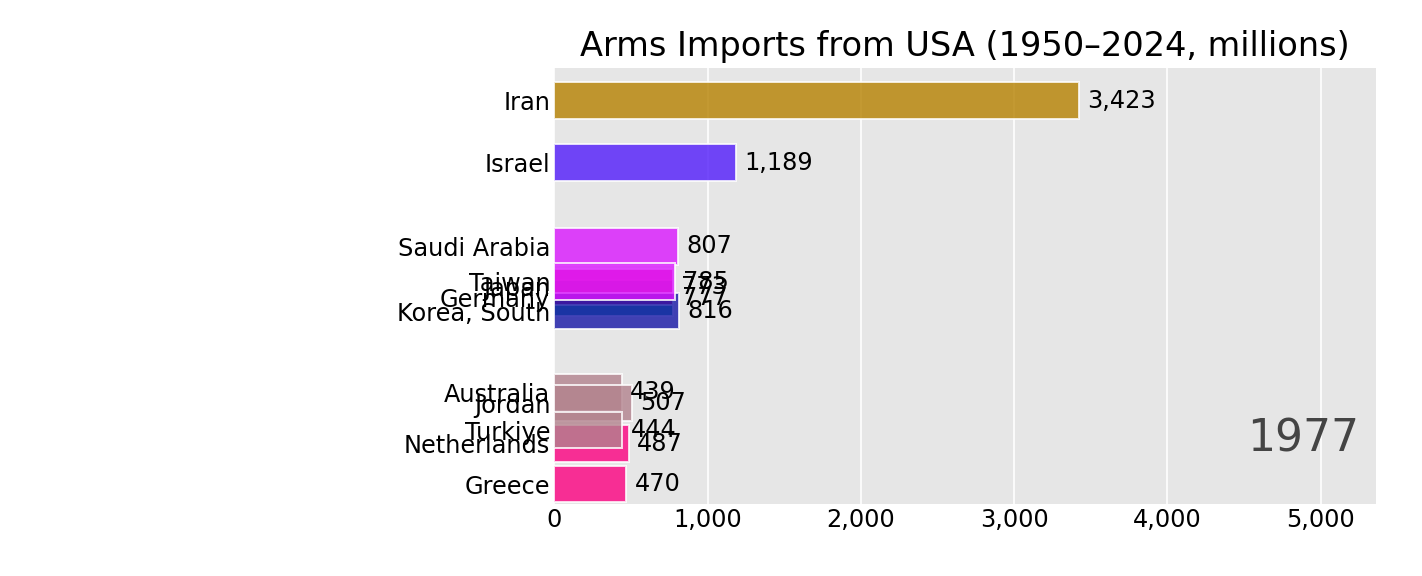 Arms Imports from USA (1950–2024, millions)
Iran 3,423
Israel 1,189
Saudi Arabia 807
Taiwan 785
Japan
Germany 777
Korea, South 816
Australia 439
Jordan 507
Turkiye 444
Netherlands 487
Greece 470
1977
0 1,000 2,000 3,000 4,000 5,000